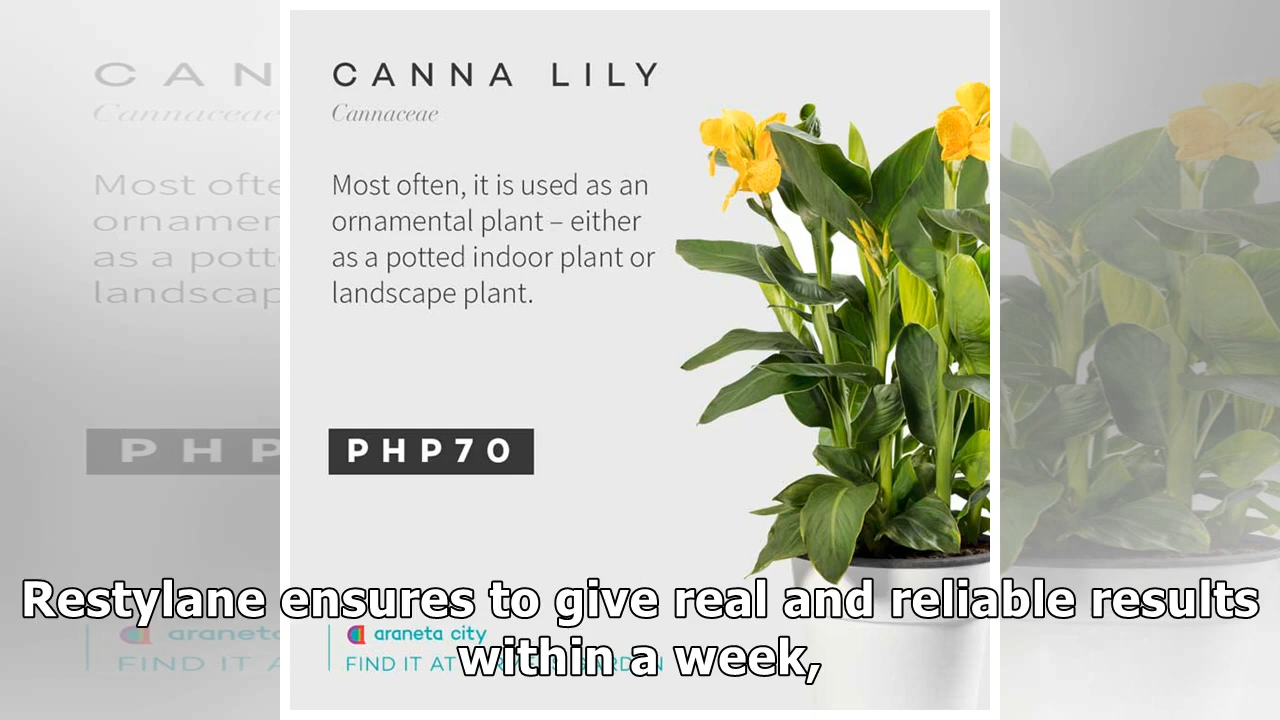 CANNA LILY
Cannaceae
Most often, it is used as an
ornamental plant – either
as a potted indoor plant or
landscape plant.
PHP70
Restylane ensures to give real and reliable results
araneta city
within a week,
FIND IT AT